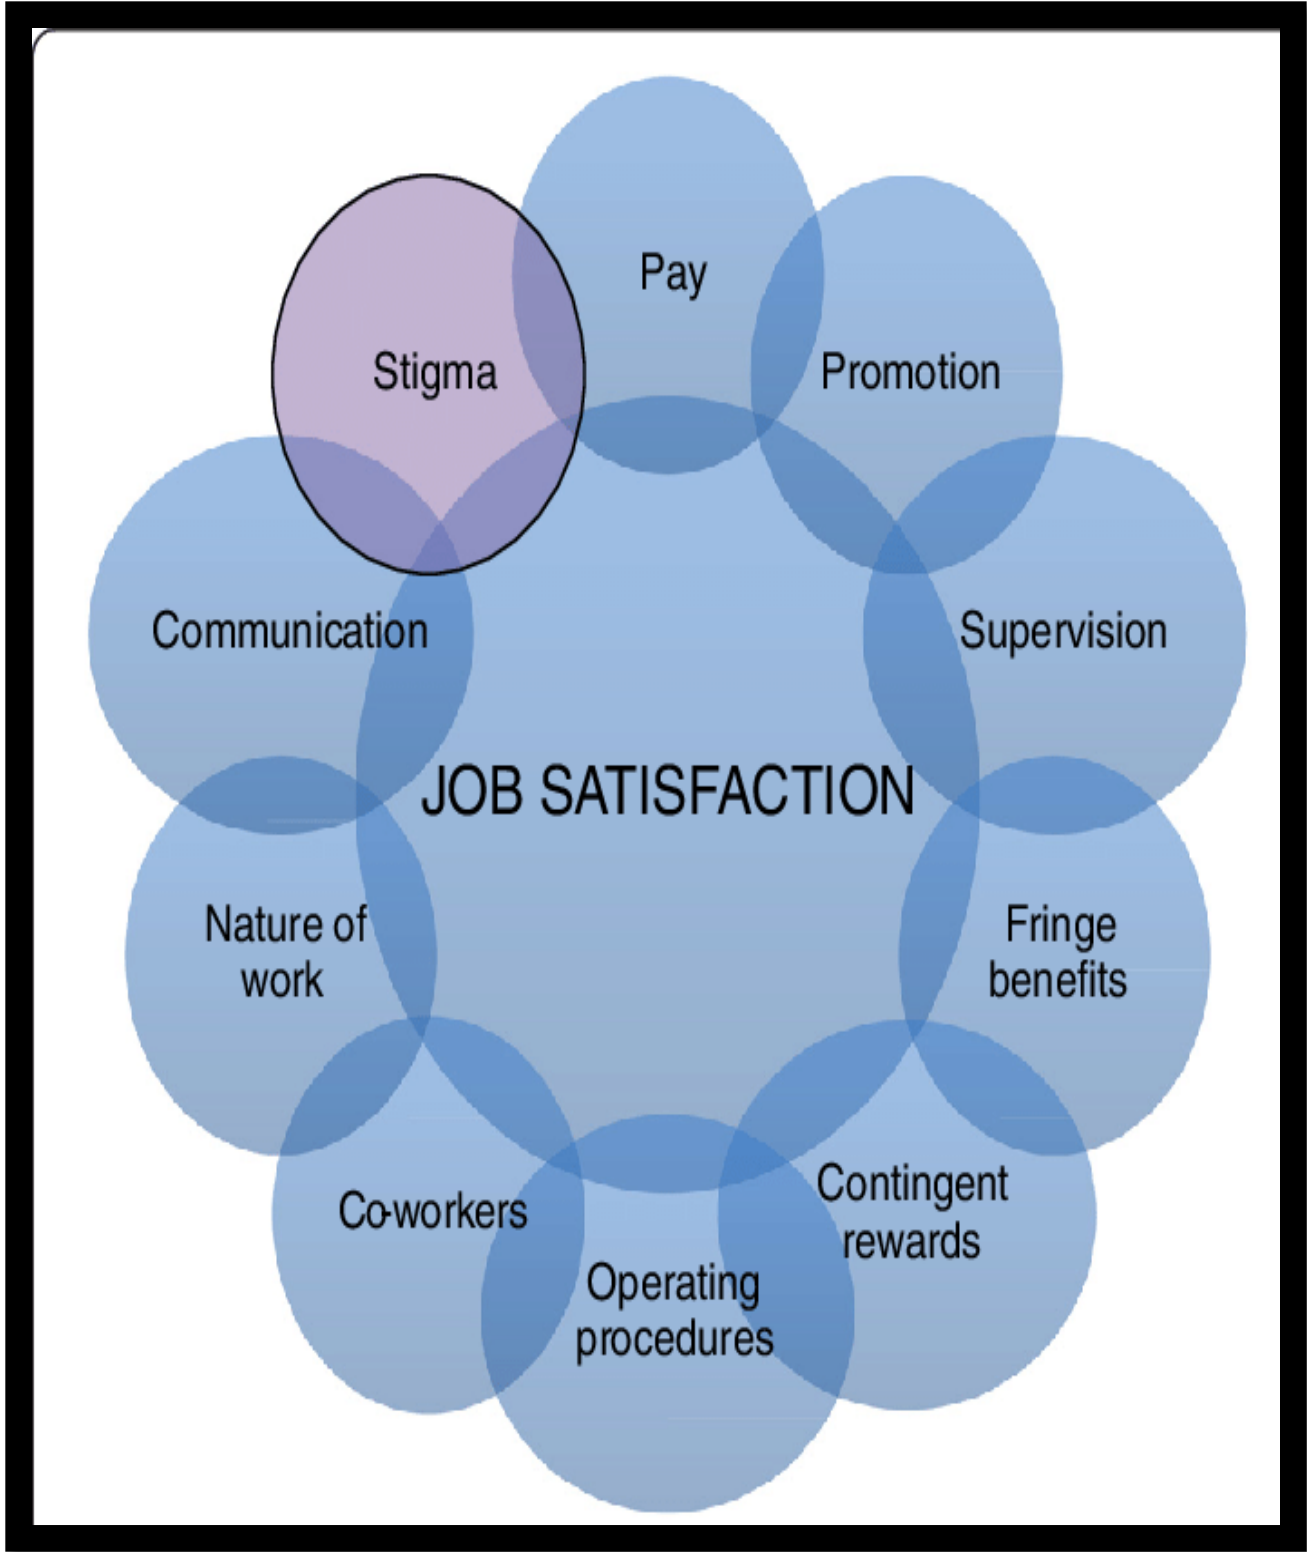 Pay
Stigma
Promotion
Communication
Supervision
JOB SATISFACTION
Nature of
work
Fringe
benefits
Co-workers
Contingent
rewards
Operating
procedures